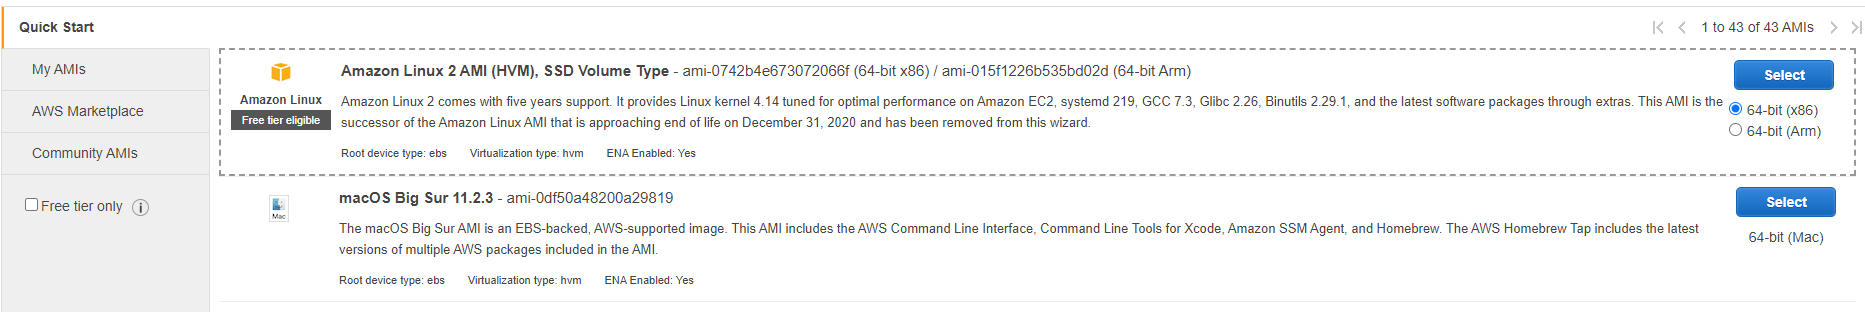 Quick Start
1 to 43 of 43 AMIs
My AMIs
AWS Marketplace
Community AMIs
Free tier only
Amazon Linux
Free tier eligible
Amazon Linux 2 AMI (HVM), SSD Volume Type - ami-0742b4e673072066f (64-bit x86) / ami-015f1226b535bd02d (64-bit Arm)
Amazon Linux 2 comes with five years support. It provides Linux kernel 4.14 tuned for optimal performance on Amazon EC2, systemd 219, GCC 7.3, Glibc 2.26, Binutils 2.29.1, and the latest software packages through extras. This AMI is the
successor of the Amazon Linux AMI that is approaching end of life on December 31, 2020 and has been removed from this wizard.
Root device type: ebs Virtualization type: hvm ENA Enabled: Yes
Select
64-bit (x86)
64-bit (Arm)
Mac
macOS Big Sur 11.2.3 - ami-0df50a48200a29819
The macOS Big Sur AMI is an EBS-backed, AWS-supported image. This AMI includes the AWS Command Line Interface, Command Line Tools for Xcode, Amazon SSM Agent, and Homebrew. The AWS Homebrew Tap includes the latest
versions of multiple AWS packages included in the AMI.
Root device type: ebs Virtualization type: hvm ENA Enabled: Yes
Select
64-bit (Mac)